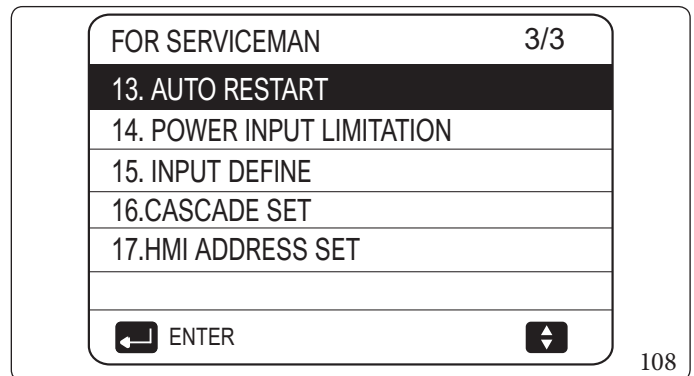 FOR SERVICEMAN 3/3
13. AUTO RESTART
14. POWER INPUT LIMITATION
15. INPUT DEFINE
16.CASCADE SET
17.HMI ADDRESS SET
ENTER
108